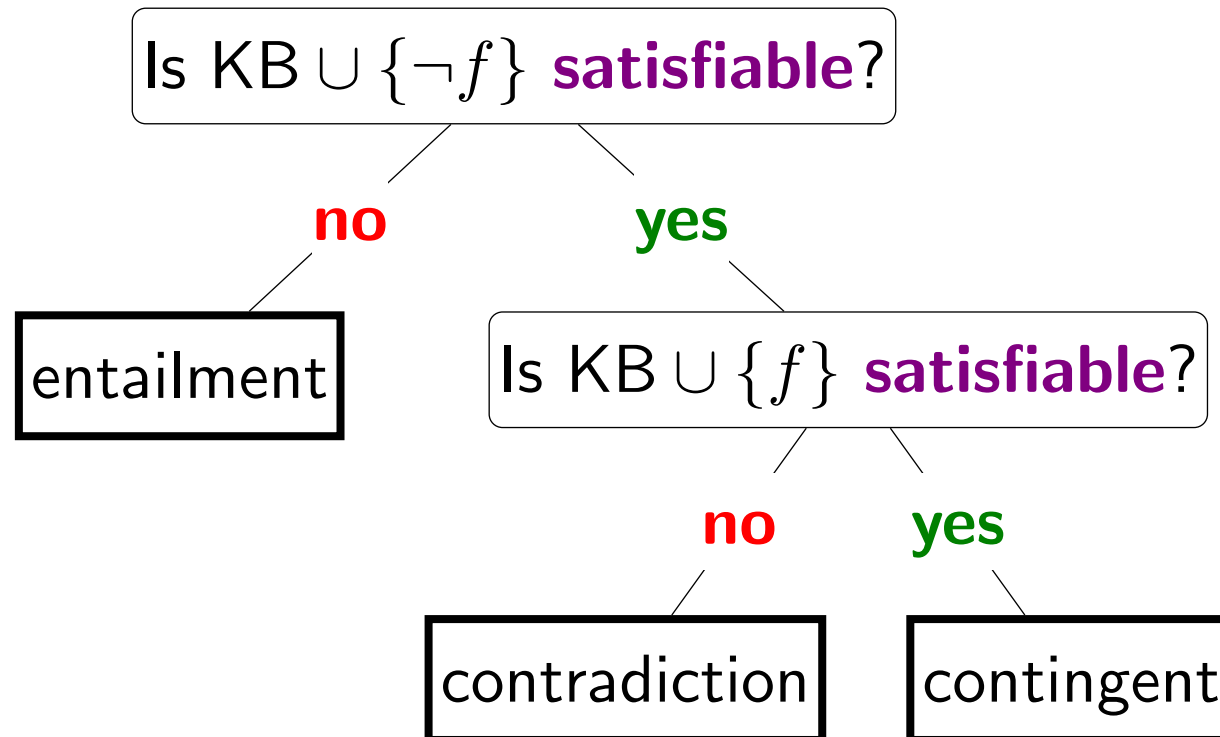 Is KB ∪ {¬f} satisfiable?
no
yes
entailment
Is KB ∪ {f} satisfiable?
no
yes
contradiction
contingent